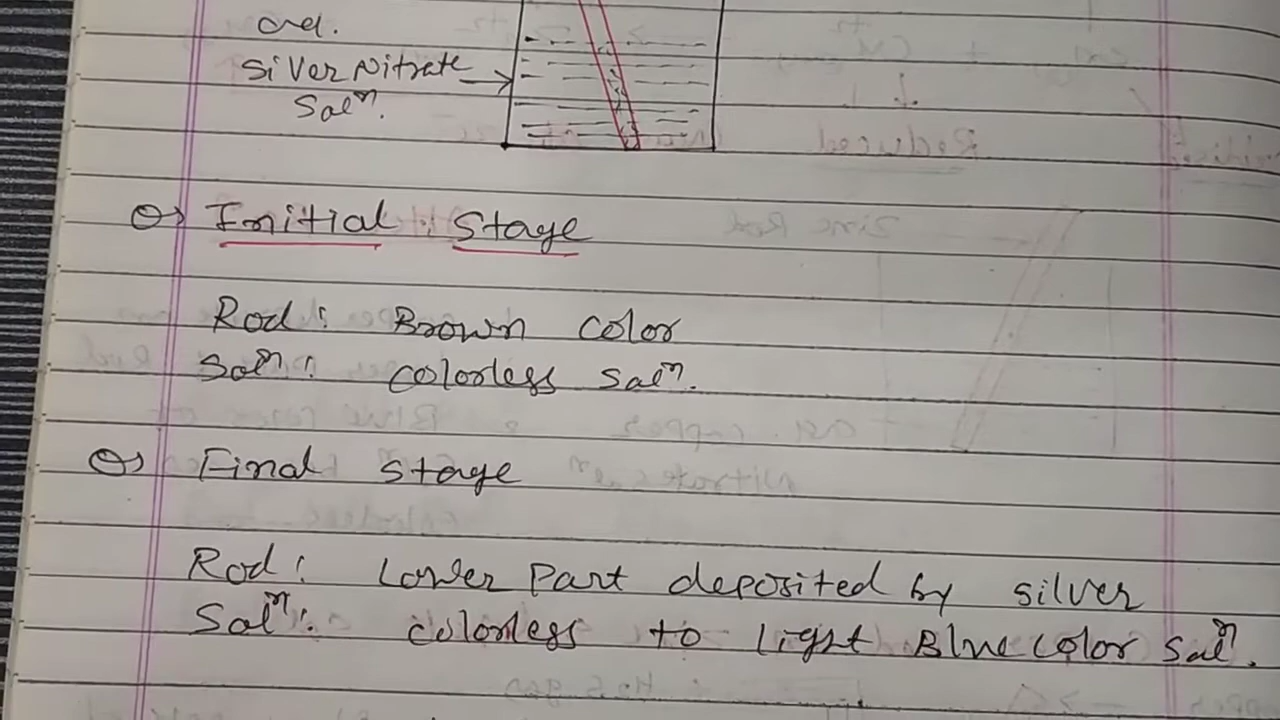 aq.
Silver Nitrate
Solⁿ.
Initial Stage
Rod: Brown Color
Solⁿ: Colorless Solⁿ.
Final Stage
Rod: Lower Part deposited by silver
Solⁿ: Colorless to Light Blue Color Solⁿ.